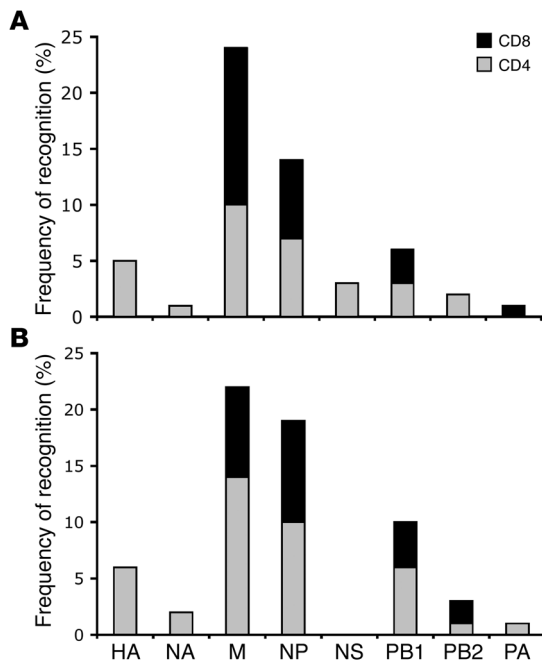 A
25
20
15
10
5
0
Frequency of recognition (%)
CD8
CD4
B
25
20
15
10
5
0
Frequency of recognition (%)
HA NA M NP NS PB1 PB2 PA